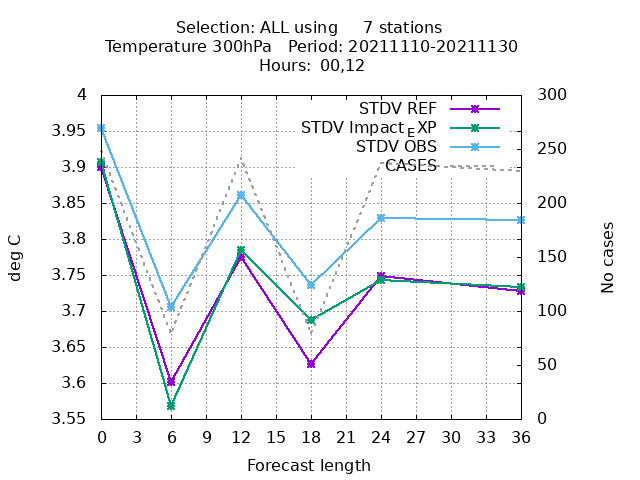 Selection: ALL using     7 stations
Temperature 300hPa   Period: 20211110-20211130
Hours:  00,12
STDV REF
STDV Impact_EXP
STDV OBS
CASES
4
3.95
3.9
3.85
3.8
3.75
3.7
3.65
3.6
3.55
deg C
300
250
200
150
100
50
0
No cases
0 3 6 9 12 15 18 21 24 27 30 33 36
Forecast length